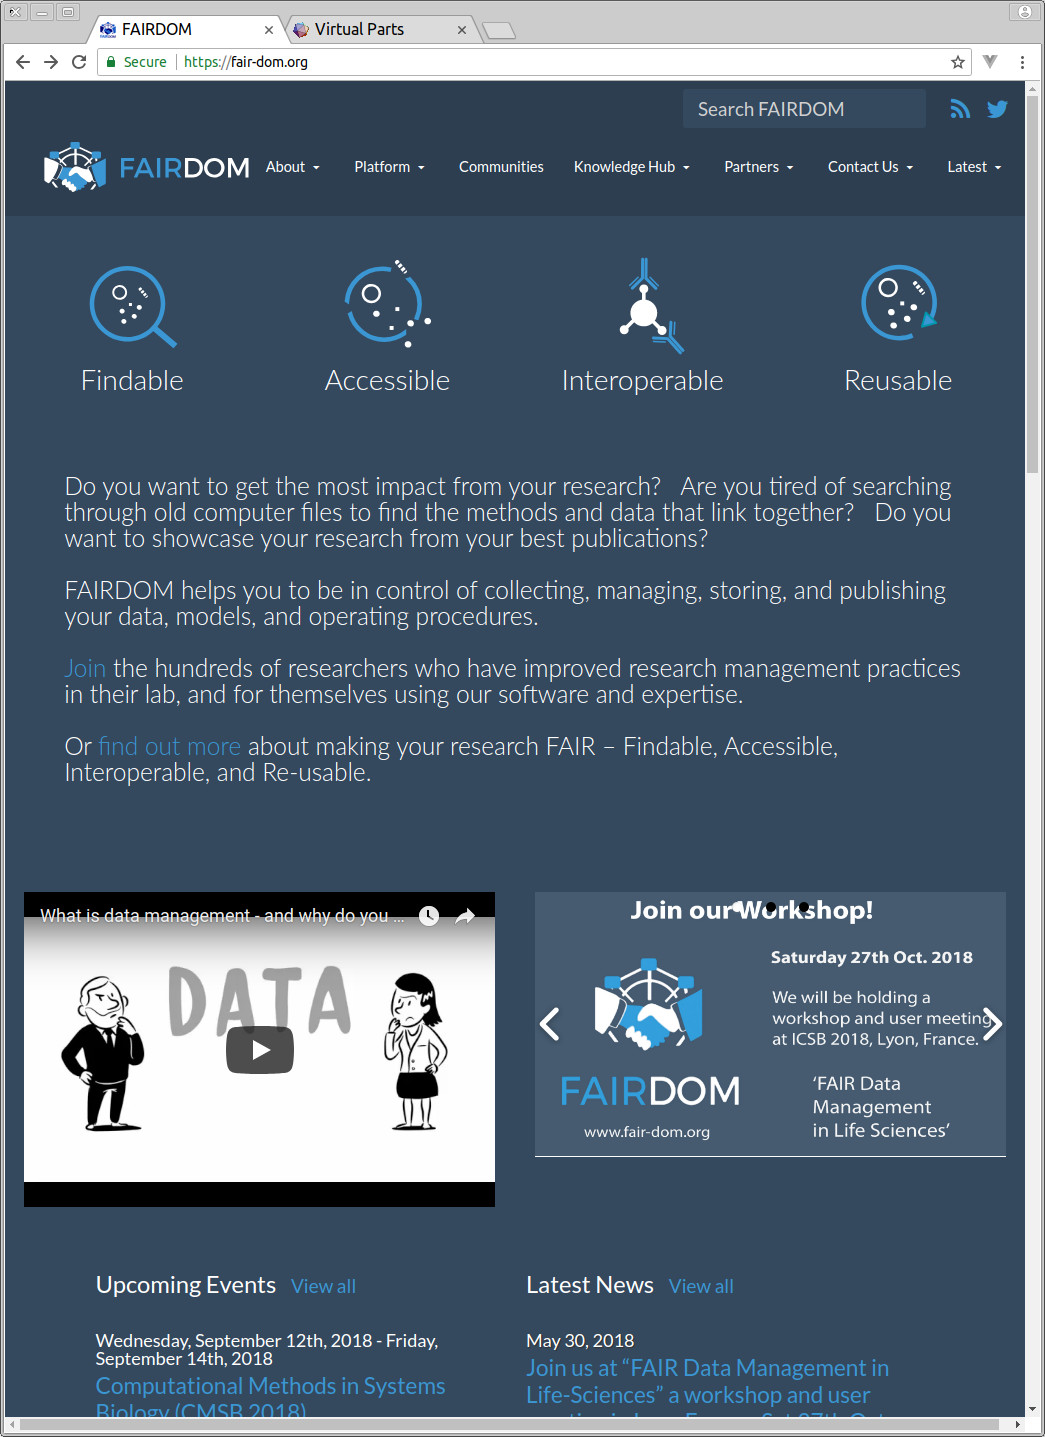 FAIRDOM
Virtual Parts
Secure
https://fair-dom.org
Search FAIRDOM
FAIRDOM
About
Platform
Communities
Knowledge Hub
Partners
Contact Us
Latest
Findable
Accessible
Interoperable
Reusable
Do you want to get the most impact from your research? Are you tired of searching
through old computer files to find the methods and data that link together? Do you
want to showcase your research from your best publications?
FAIRDOM helps you to be in control of collecting, managing, storing, and publishing
your data, models, and operating procedures.
Join the hundreds of researchers who have improved research management practices
in their lab, and for themselves using our software and expertise.
Or find out more about making your research FAIR – Findable, Accessible,
Interoperable, and Re-usable.
What is data management - and why do you ...
DATA
Join our Workshop!
Saturday 27th Oct. 2018
We will be holding a
workshop and user meeting
at ICSB 2018, Lyon, France.
FAIRDOM
www.fair-dom.org
‘FAIR Data
Management
in Life Sciences’
Upcoming Events View all
Wednesday, September 12th, 2018 - Friday,
September 14th, 2018
Computational Methods in Systems
Biology (CMSB 2018)
Latest News View all
May 30, 2018
Join us at “FAIR Data Management in
Life-Sciences” a workshop and user